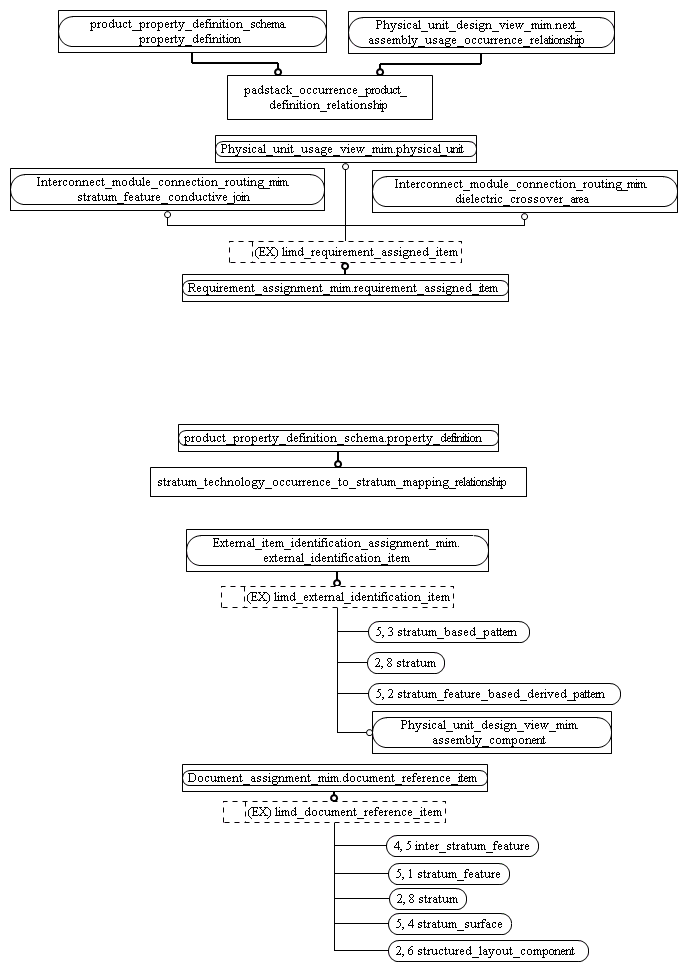 product_property_definition_schema.
property_definition
Physical_unit_design_view_mim.next_
assembly_usage_occurrence_relationship
padstack_occurrence_product_
definition_relationship
Physical_unit_usage_view_mim.physical_unit
Interconnect_module_connection_routing_mim.
stratum_feature_conductive_join
Interconnect_module_connection_routing_mim.
dielectric_crossover_area
(EX) limd_requirement_assigned_item
Requirement_assignment_mim.requirement_assigned_item
product_property_definition_schema.property_definition
stratum_technology_occurrence_to_stratum_mapping_relationship
External_item_identification_assignment_mim.
external_identification_item
(EX) limd_external_identification_item
5, 3 stratum_based_pattern
2, 8 stratum
5, 2 stratum_feature_based_derived_pattern
Physical_unit_design_view_mim.
assembly_component
Document_assignment_mim.document_reference_item
(EX) limd_document_reference_item
4, 5 inter_stratum_feature
5, 1 stratum_feature
2, 8 stratum
5, 4 stratum_surface
2, 6 structured_layout_component